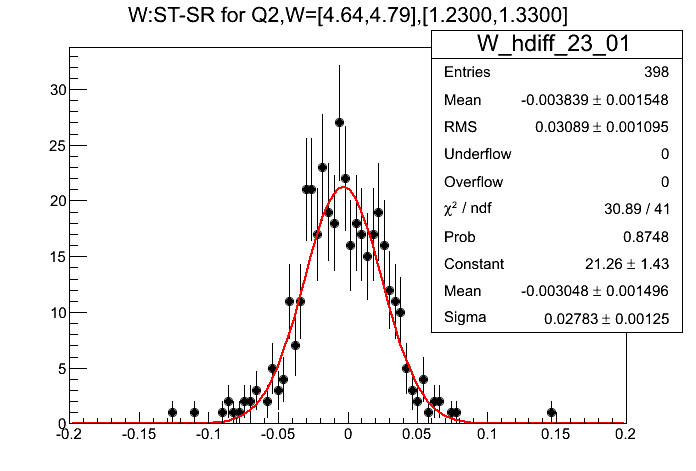 W:ST-SR for Q2,W=[4.64,4.79],[1.2300,1.3300]
W_hdiff_23_01
Entries 398
Mean -0.003839 ± 0.001548
RMS 0.03089 ± 0.001095
Underflow 0
Overflow 0
χ² / ndf 30.89 / 41
Prob 0.8748
Constant 21.26 ± 1.43
Mean -0.003048 ± 0.001496
Sigma 0.02783 ± 0.00125
30
25
20
15
10
5
0
-0.2 -0.15 -0.1 -0.05 0 0.05 0.1 0.15 0.2